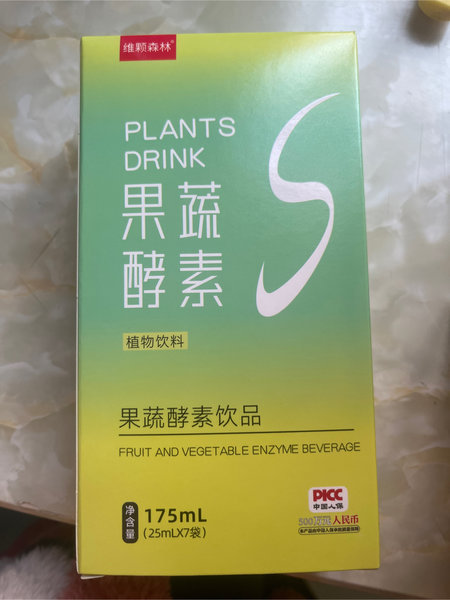 维颗森林®
PLANTS
DRINK
果蔬
酵素
植物饮料
果蔬酵素饮品
FRUIT AND VEGETABLE ENZYME BEVERAGE
净含量
175mL
(25mLX7袋)
PICC
中国人保
人民币